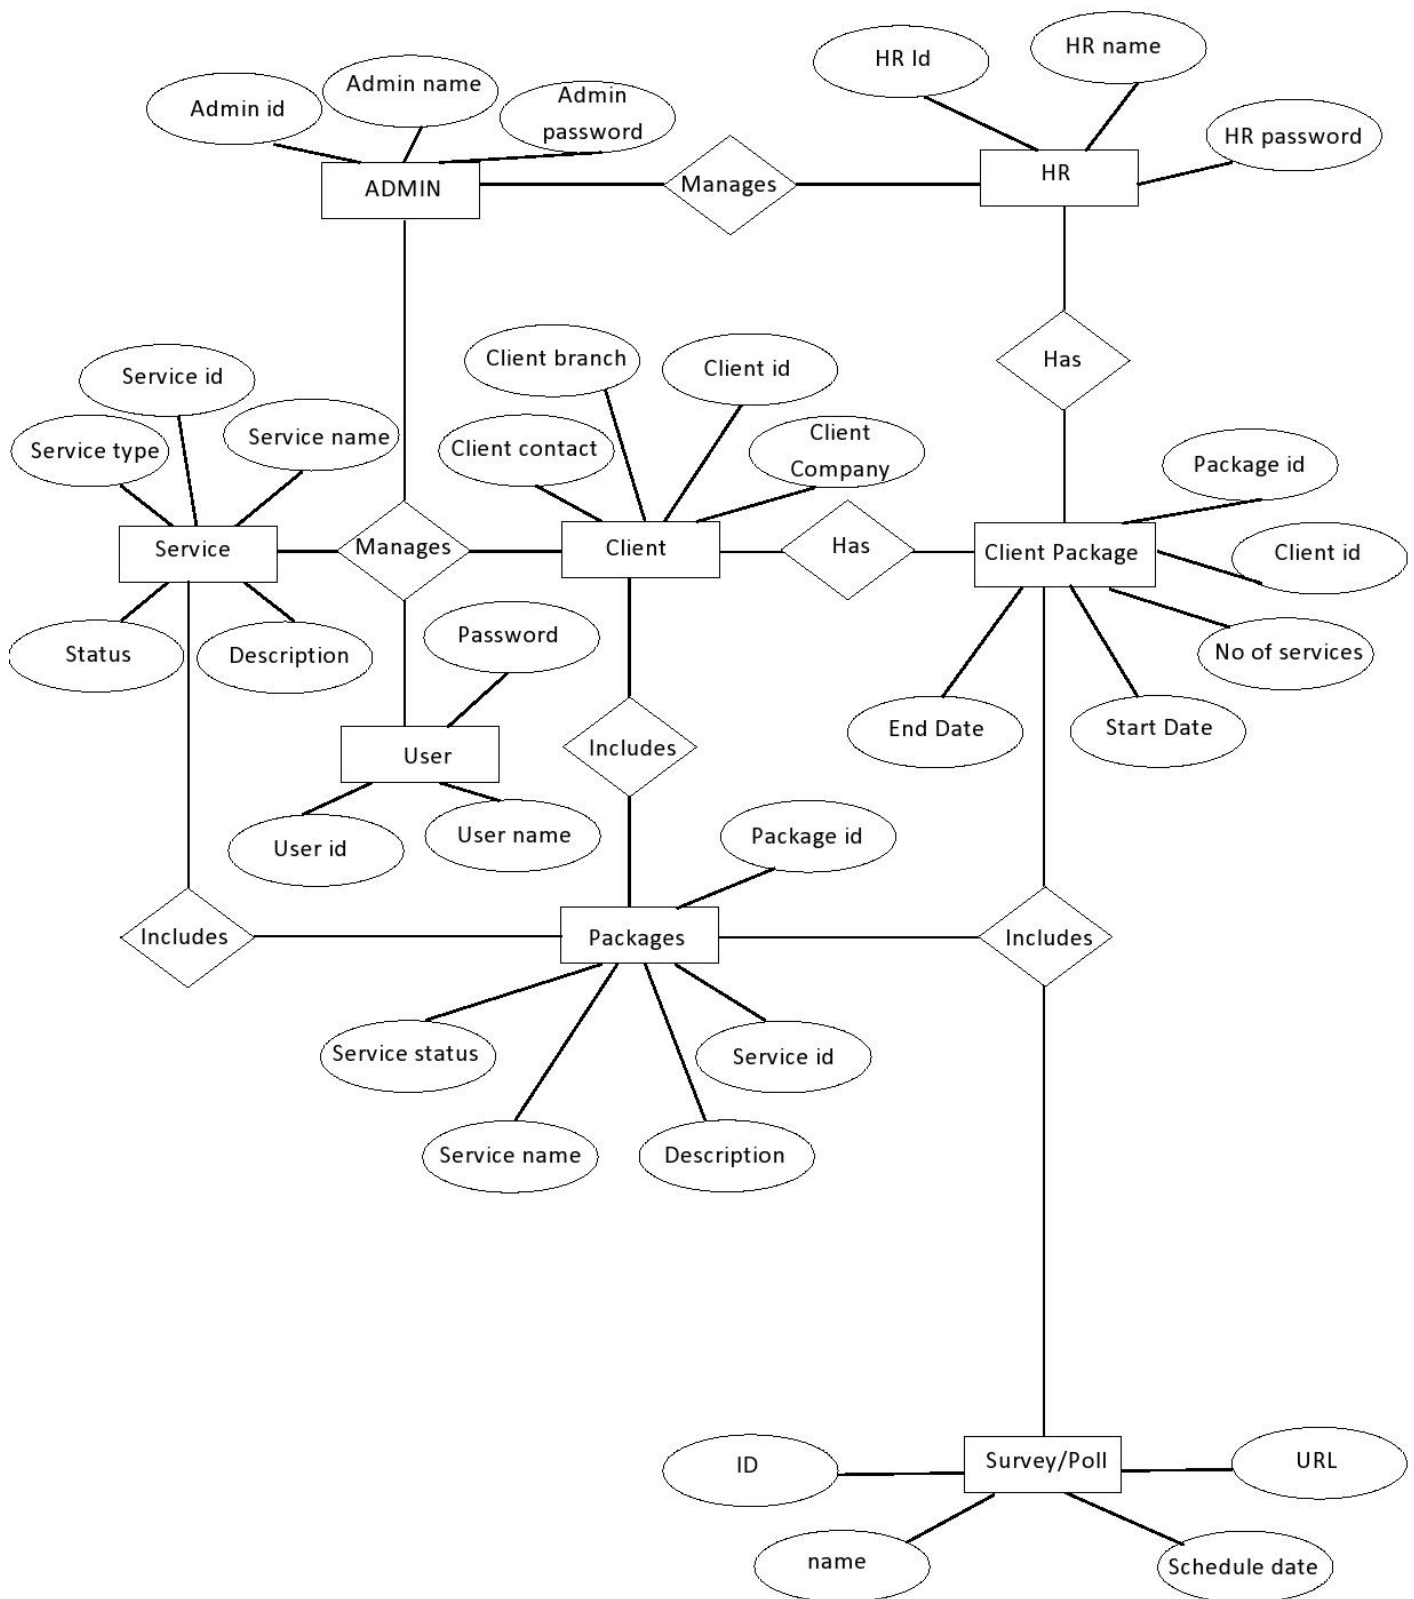 HR Id
HR name
Admin name
Admin id
Admin
password
HR password
ADMIN
Manages
HR
Client branch
Client id
Has
Service id
Service type
Service name
Client contact
Client
Company
Package id
Service
Manages
Client
Has
Client Package
Client id
Status
Description
Password
No of services
User
Includes
End Date
Start Date
User id
User name
Package id
Includes
Packages
Includes
Service status
Service id
Service name
Description
ID
Survey/Poll
URL
name
Schedule date